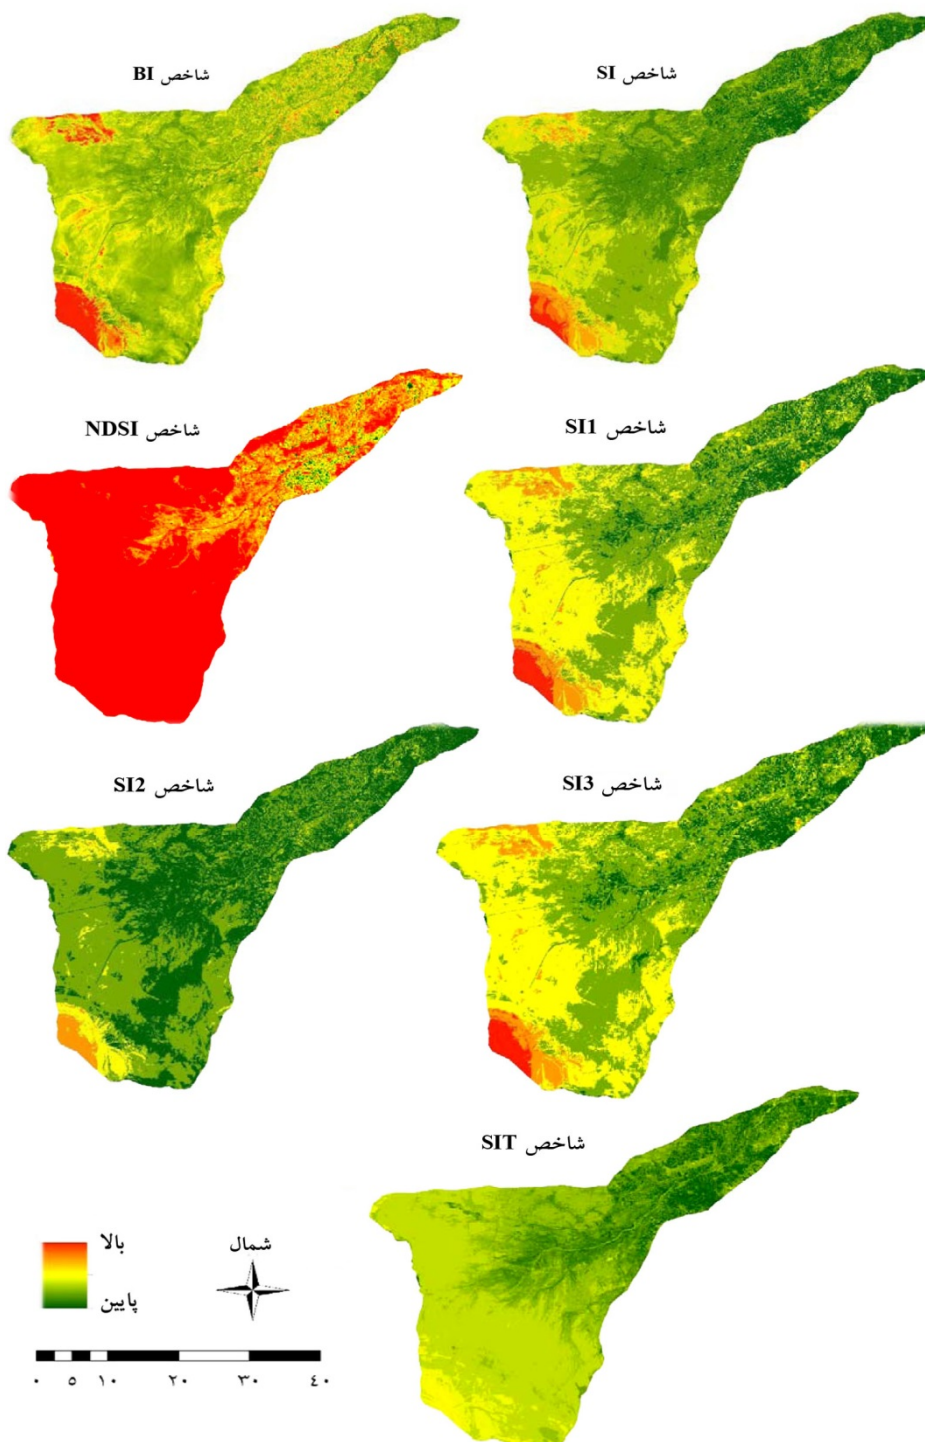 شاخص BI
شاخص SI
شاخص NDSI
شاخص SI1
شاخص SI2
شاخص SI3
شاخص SIT
بالا
پایین
شمال
۰ ۵ ۱۰ ۲۰ ۳۰ ٤۰